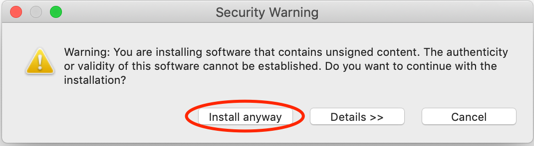 Security Warning
Warning: You are installing software that contains unsigned content. The authenticity
or validity of this software cannot be established. Do you want to continue with the
installation?
Install anyway
Details >>
Cancel